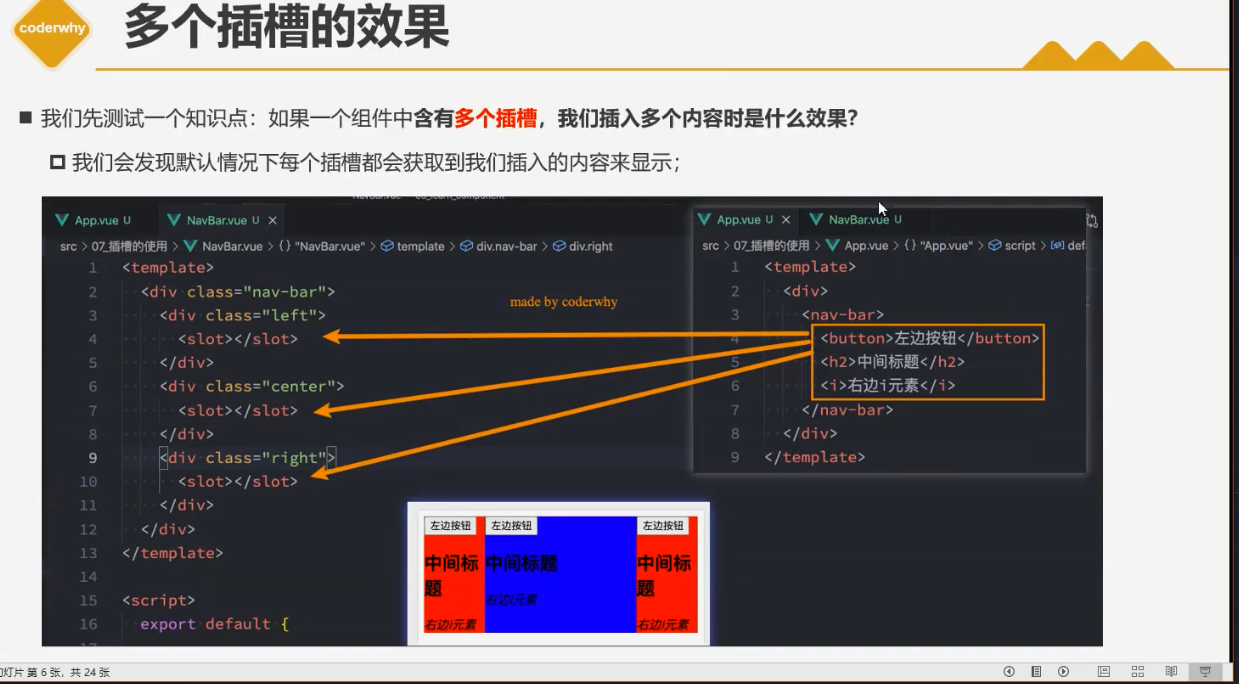 coderwhy
多个插槽的效果
我们先测试一个知识点：如果一个组件中含有多个插槽，我们插入多个内容时是什么效果？
我们会发现默认情况下每个插槽都会获取到我们插入的内容来显示；
App.vue U
NavBar.vue U ×
src > 07_插槽的使用 > NavBar.vue > {} "NavBar.vue" > template > div.nav-bar > div.right
1 <template>
2 <div class="nav-bar">
3 <div class="left">
4 <slot></slot>
5 </div>
6 <div class="center">
7 <slot></slot>
8 </div>
9 <div class="right">
10 <slot></slot>
11 </div>
12 </div>
13 </template>
14
15 <script>
16 export default {
made by coderwhy
App.vue U ×
NavBar.vue U
src > 07_插槽的使用 > App.vue > {} "App.vue" > script > def
1 <template>
2 <div>
3 <nav-bar>
4 <button>左边按钮</button>
5 <h2>中间标题</h2>
6 <i>右边i元素</i>
7 </nav-bar>
8 </div>
9 </template>
左边按钮
中间标
题
右边i元素
左边按钮
中间标题
右边i元素
左边按钮
中间标
题
右边i元素
灯片 第 6 张，共 24 张